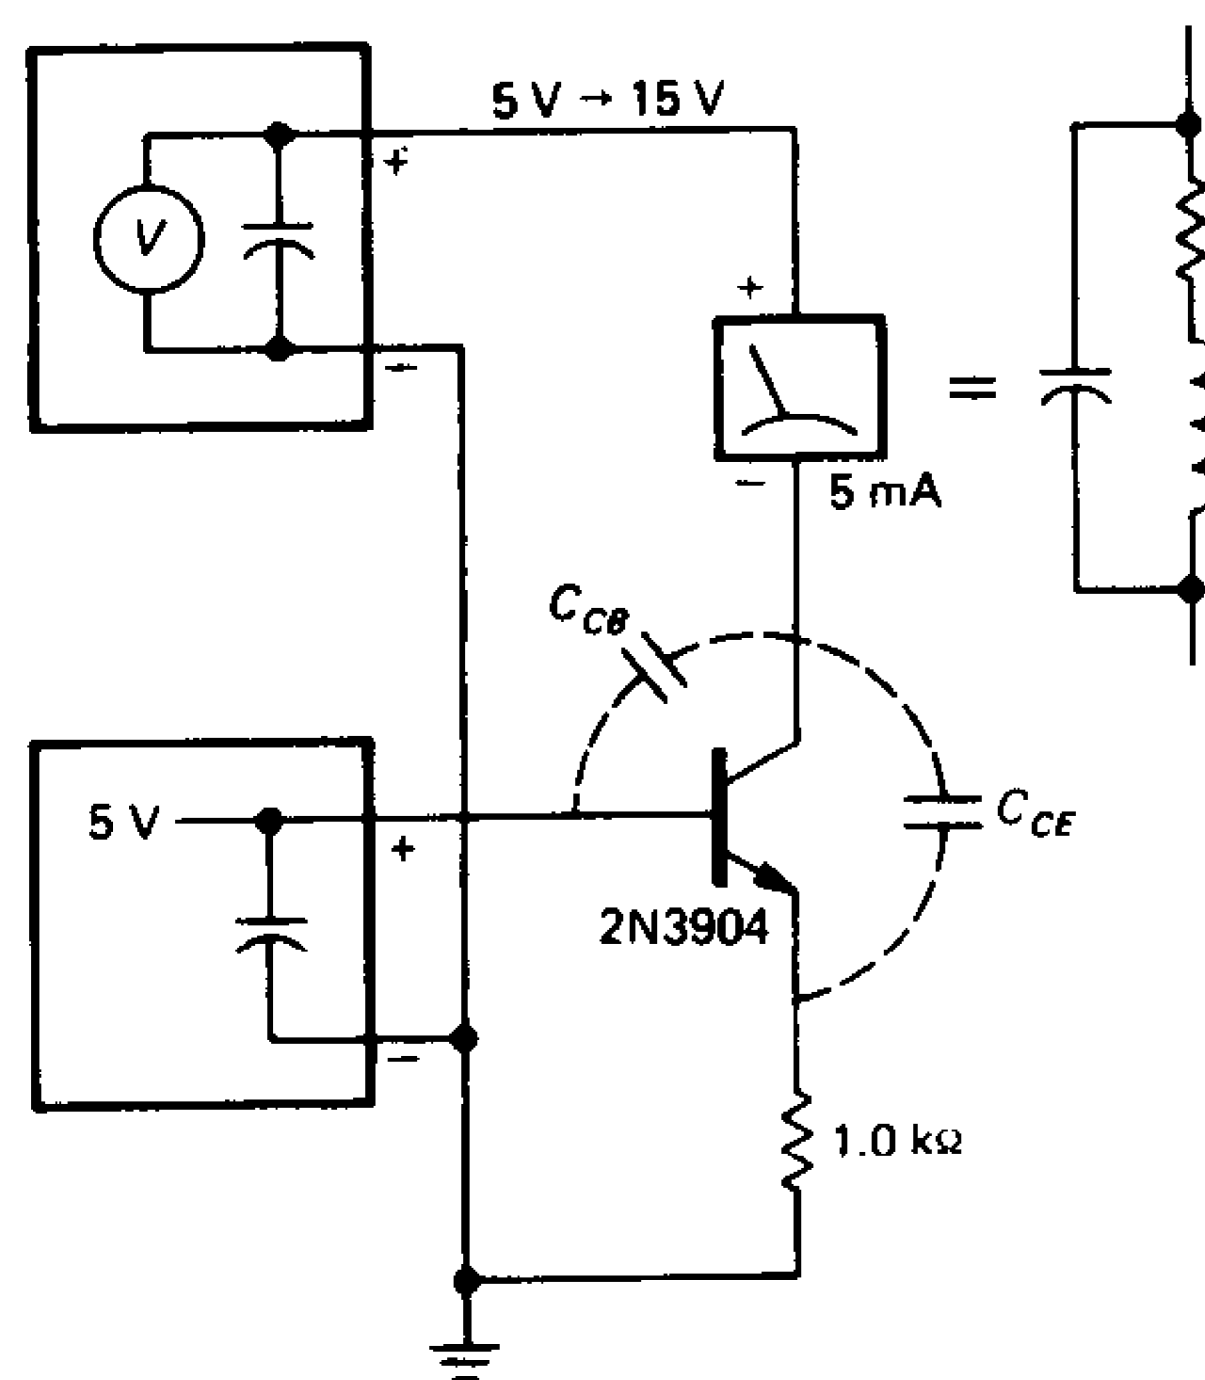 5 V → 15 V
+
V
+
−
=
−
5 mA
C_CB
5 V
+
C_CE
2N3904
−
1.0 kΩ